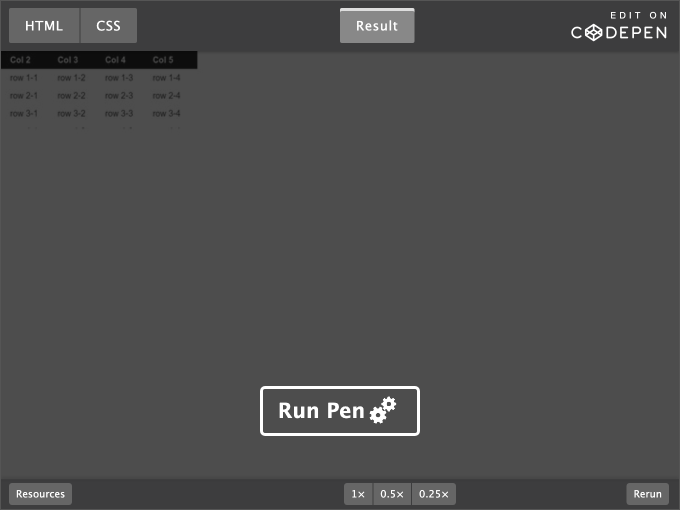 HTML CSS Result EDIT ON
CODEPEN
Col 2 Col 3 Col 4 Col 5
row 1-1 row 1-2 row 1-3 row 1-4
row 2-1 row 2-2 row 2-3 row 2-4
row 3-1 row 3-2 row 3-3 row 3-4
Run Pen
Resources 1× 0.5× 0.25× Rerun